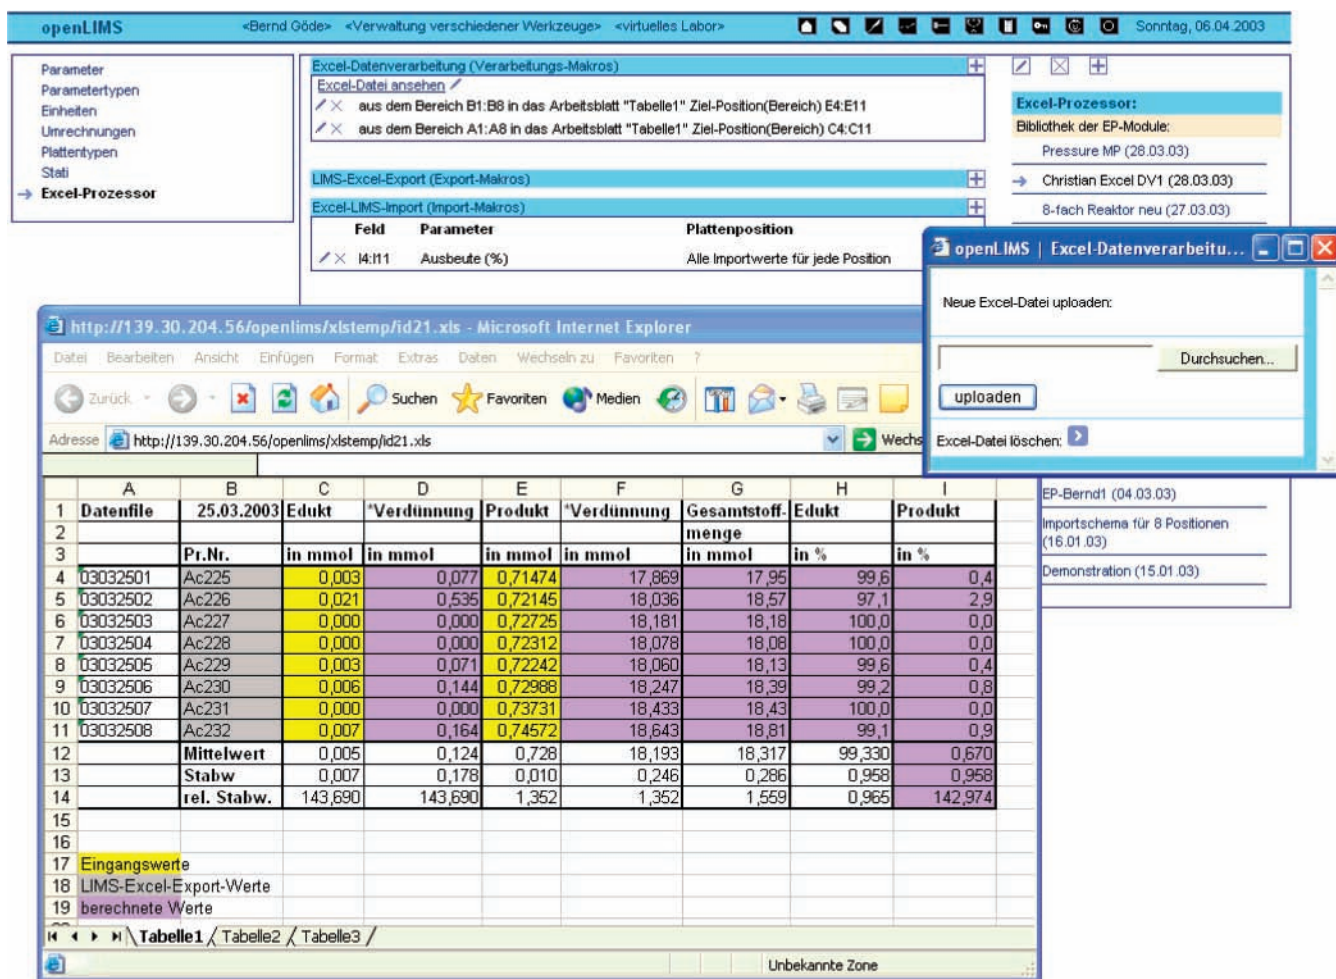 openLIMS <Bernd Göde> <Verwaltung verschiedener Werkzeuge> <virtuelles Labor> Sonntag, 06.04.2003
Parameter
Parametertypen
Einheiten
Umrechnungen
Plattentypen
Stati
Excel-Prozessor
Excel-Datenverarbeitung (Verarbeitungs-Makros)
Excel-Datei ansehen
aus dem Bereich B1:B8 in das Arbeitsblatt "Tabelle1" Ziel-Position(Bereich) E4:E11
aus dem Bereich A1:A8 in das Arbeitsblatt "Tabelle1" Ziel-Position(Bereich) C4:C11
LIMS-Excel-Export (Export-Makros)
Excel-LIMS-Import (Import-Makros)
Feld Parameter Plattenposition
I4:I11 Ausbeute (%) Alle Importwerte für jede Position
Excel-Prozessor:
Bibliothek der EP-Module:
Pressure MP (28.03.03)
Christian Excel DV1 (28.03.03)
8-fach Reaktor neu (27.03.03)
openLIMS | Excel-Datenverarbeitu...
Neue Excel-Datei uploaden:
Durchsuchen...
uploaden
Excel-Datei löschen:
EP-Bernd1 (04.03.03)
Importschema für 8 Positionen
(16.01.03)
Demonstration (15.01.03)
http://139.30.204.56/openlims/xlstemp/id21.xls - Microsoft Internet Explorer
Datei Bearbeiten Ansicht Einfügen Format Extras Daten Wechseln zu Favoriten ?
Zurück Suchen Favoriten Medien
Adresse http://139.30.204.56/openlims/xlstemp/id21.xls Wechs
A B C D E F G H I
1 Datenfile 25.03.2003 Edukt *Verdünnung Produkt *Verdünnung Gesamtstoff- Edukt Produkt
2 menge
3 Pr.Nr. in mmol in mmol in mmol in mmol in mmol in % in %
4 03032501 Ac225 0,003 0,077 0,71474 17,869 17,95 99,6 0,4
5 03032502 Ac226 0,021 0,535 0,72145 18,036 18,57 97,1 2,9
6 03032503 Ac227 0,000 0,000 0,72725 18,181 18,18 100,0 0,0
7 03032504 Ac228 0,000 0,000 0,72312 18,078 18,08 100,0 0,0
8 03032505 Ac229 0,003 0,071 0,72242 18,060 18,13 99,6 0,4
9 03032506 Ac230 0,006 0,144 0,72988 18,247 18,39 99,2 0,8
10 03032507 Ac231 0,000 0,000 0,73731 18,433 18,43 100,0 0,0
11 03032508 Ac232 0,007 0,164 0,74572 18,643 18,81 99,1 0,9
12 Mittelwert 0,005 0,124 0,728 18,193 18,317 99,330 0,670
13 Stabw 0,007 0,178 0,010 0,246 0,286 0,958 0,958
14 rel. Stabw. 143,690 143,690 1,352 1,352 1,559 0,965 142,974
15
16
17 Eingangswerte
18 LIMS-Excel-Export-Werte
19 berechnete Werte
Tabelle1 Tabelle2 Tabelle3
Unbekannte Zone